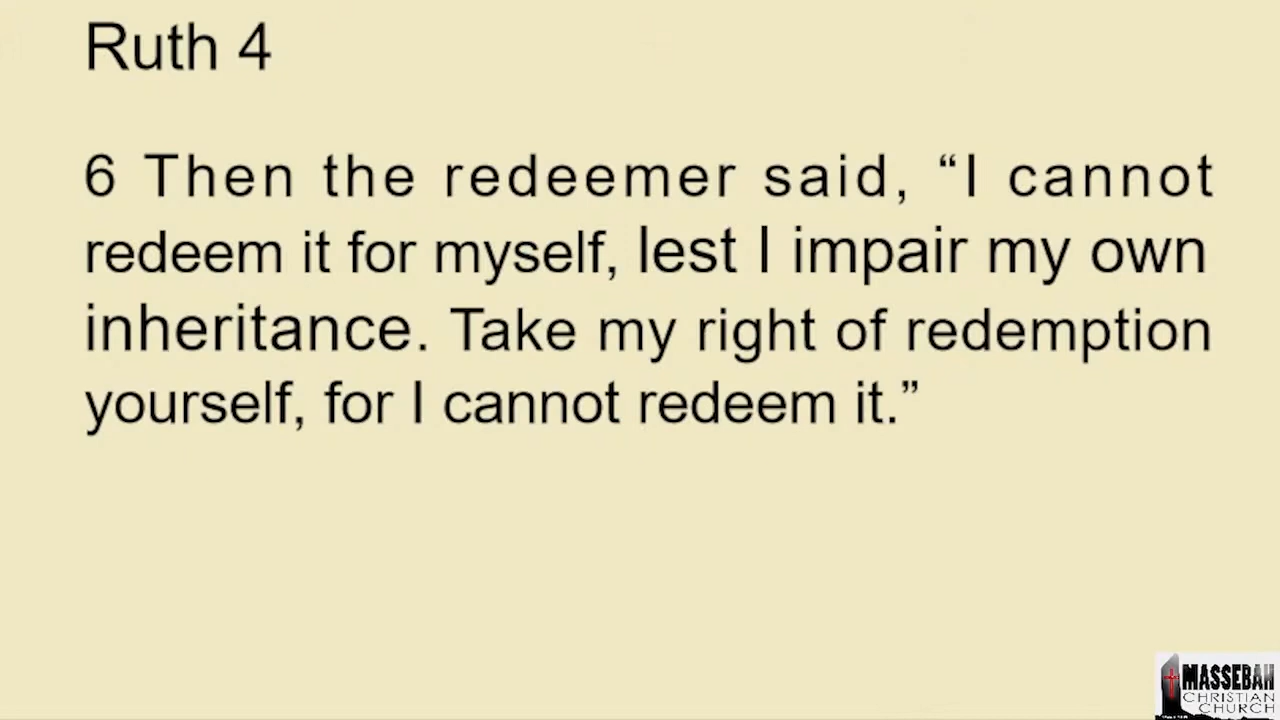 Ruth 4
6 Then the redeemer said, “I cannot
redeem it for myself, lest I impair my own
inheritance. Take my right of redemption
yourself, for I cannot redeem it.”
MASSEBAH
CHRISTIAN
CHURCH